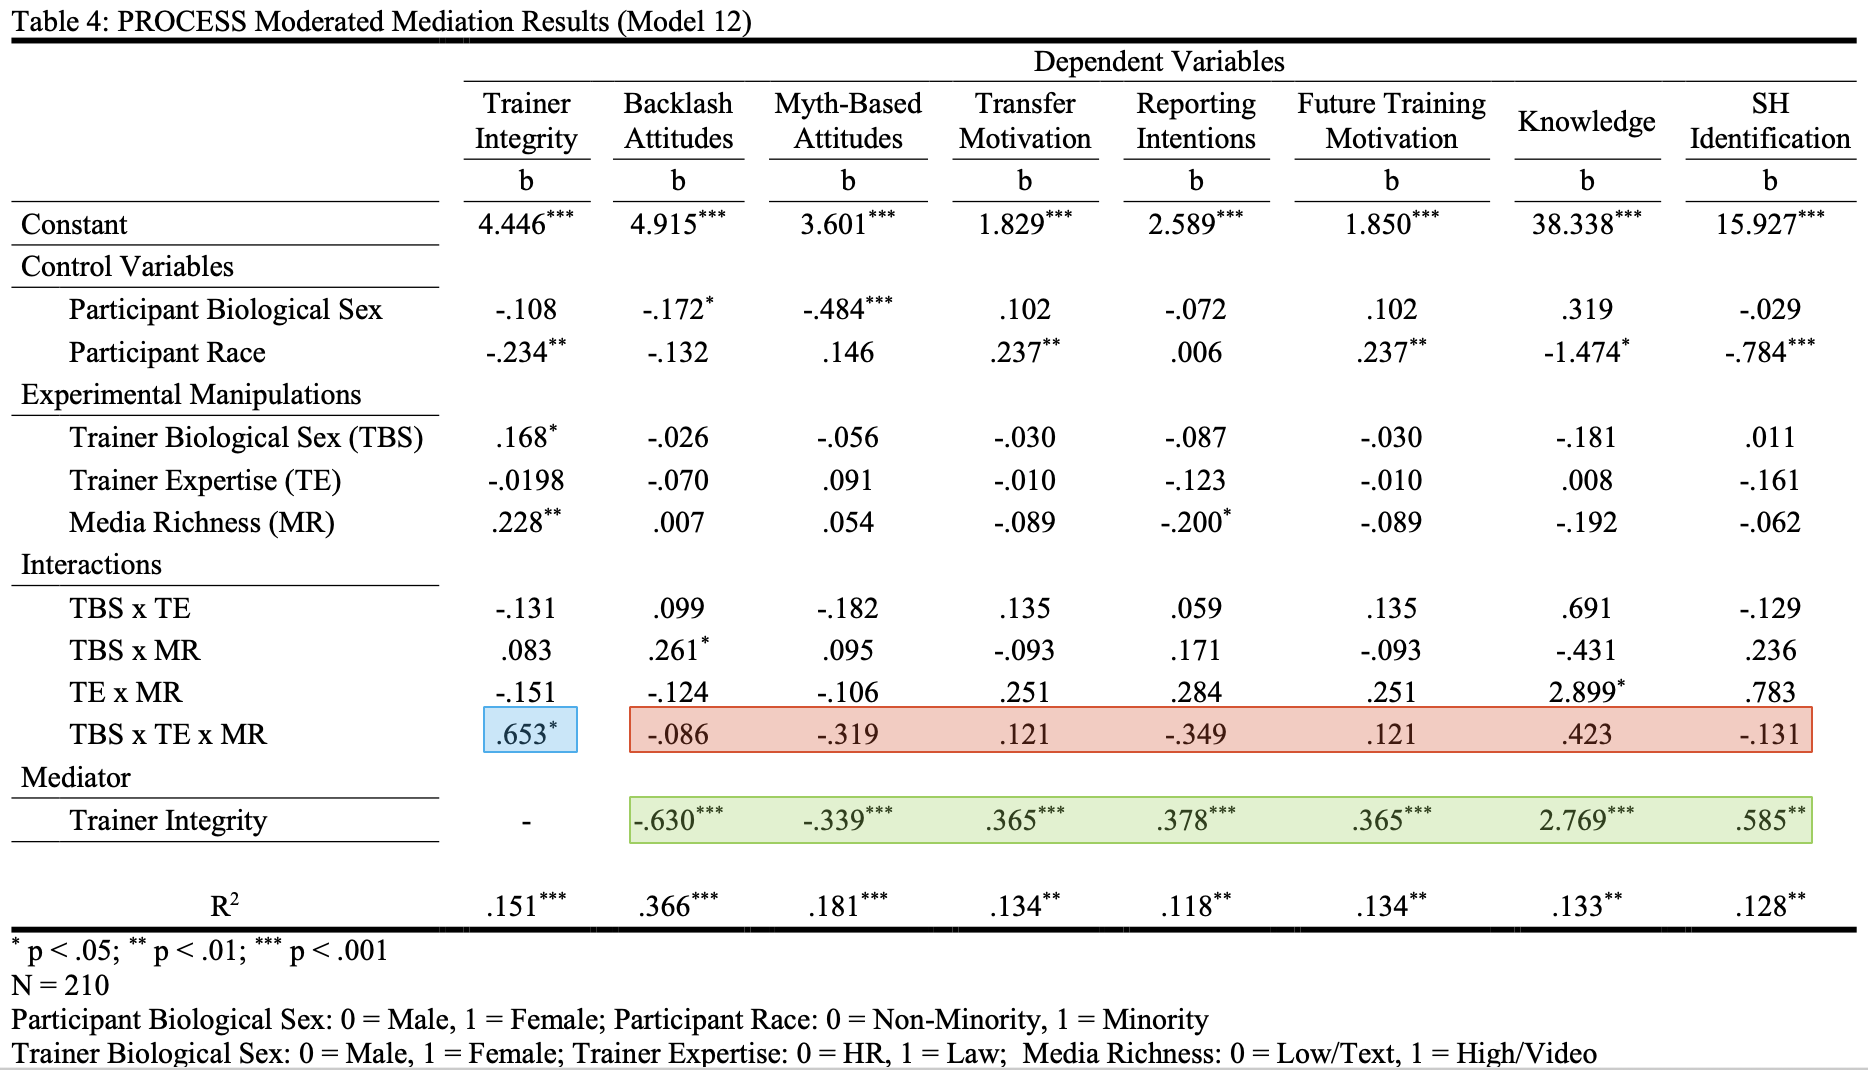 Table 4: PROCESS Moderated Mediation Results (Model 12)
Dependent Variables
Trainer Integrity Backlash Attitudes Myth-Based Attitudes Transfer Motivation Reporting Intentions Future Training Motivation Knowledge SH Identification
b b b b b b b b
Constant 4.446*** 4.915*** 3.601*** 1.829*** 2.589*** 1.850*** 38.338*** 15.927***
Control Variables
Participant Biological Sex -.108 -.172* -.484*** .102 -.072 .102 .319 -.029
Participant Race -.234** -.132 .146 .237** .006 .237** -1.474* -.784***
Experimental Manipulations
Trainer Biological Sex (TBS) .168* -.026 -.056 -.030 -.087 -.030 -.181 .011
Trainer Expertise (TE) -.0198 -.070 .091 -.010 -.123 -.010 .008 -.161
Media Richness (MR) .228** .007 .054 -.089 -.200* -.089 -.192 -.062
Interactions
TBS x TE -.131 .099 -.182 .135 .059 .135 .691 -.129
TBS x MR .083 .261* .095 -.093 .171 -.093 -.431 .236
TE x MR -.151 -.124 -.106 .251 .284 .251 2.899* .783
TBS x TE x MR .653* -.086 -.319 .121 -.349 .121 .423 -.131
Mediator
Trainer Integrity - -.630*** -.339*** .365*** .378*** .365*** 2.769*** .585**
R2 .151*** .366*** .181*** .134** .118** .134** .133** .128**
* p < .05; ** p < .01; *** p < .001
N = 210
Participant Biological Sex: 0 = Male, 1 = Female; Participant Race: 0 = Non-Minority, 1 = Minority
Trainer Biological Sex: 0 = Male, 1 = Female; Trainer Expertise: 0 = HR, 1 = Law; Media Richness: 0 = Low/Text, 1 = High/Video